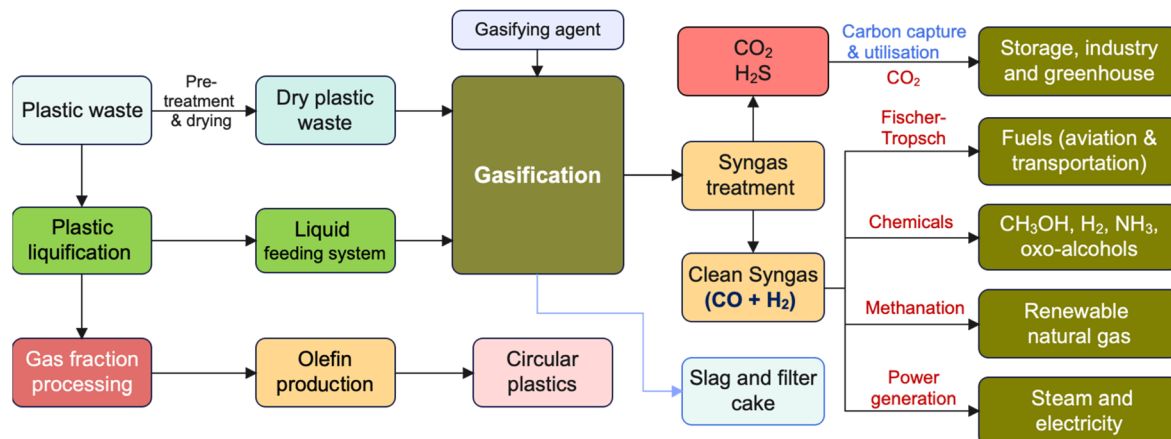 Gasifying agent
CO₂
H₂S
Carbon capture
& utilisation
CO₂
Storage, industry
and greenhouse
Plastic waste
Pre-
treatment
& drying
Dry plastic
waste
Gasification
Syngas
treatment
Fischer-
Tropsch
Fuels (aviation &
transportation)
Plastic
liquification
Liquid
feeding system
Clean Syngas
(CO + H₂)
Chemicals
CH₃OH, H₂, NH₃,
oxo-alcohols
Methanation
Renewable
natural gas
Gas fraction
processing
Olefin
production
Circular
plastics
Slag and filter
cake
Power
generation
Steam and
electricity